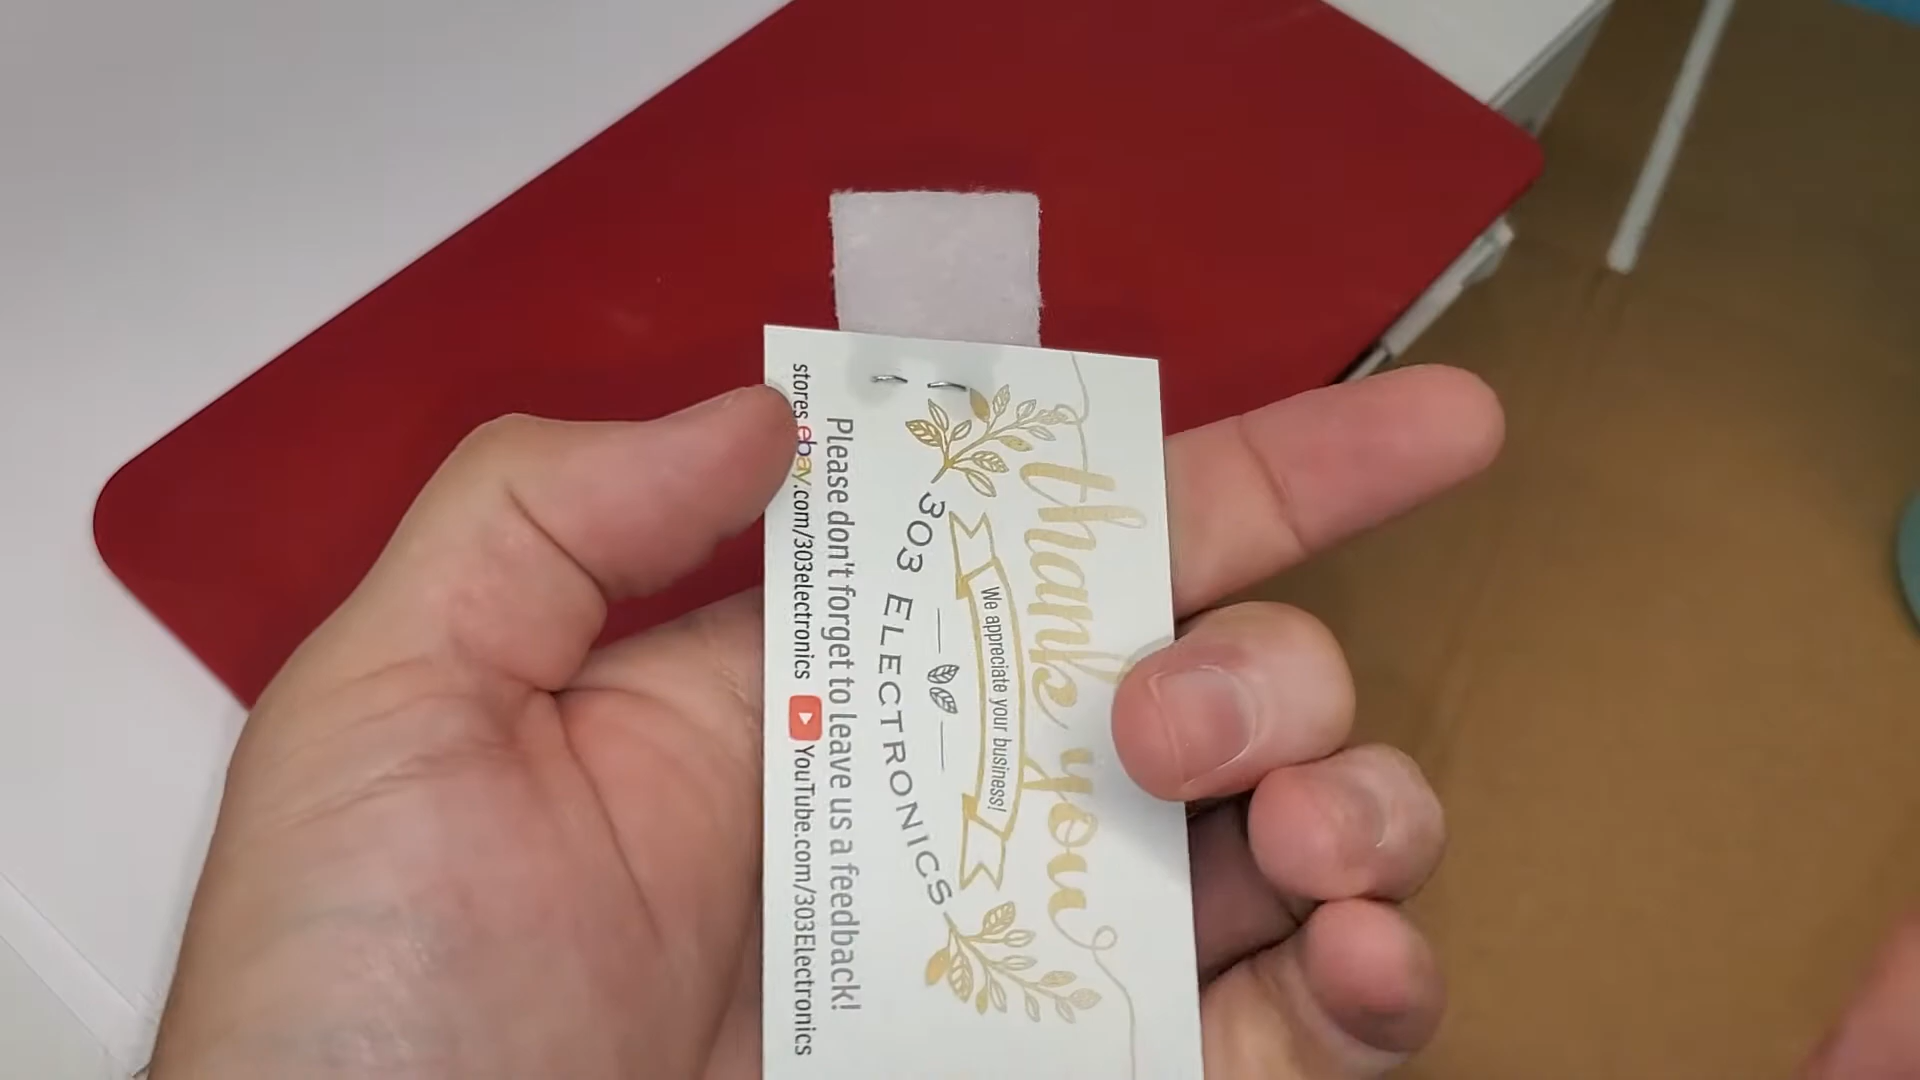 thank you
We appreciate your business!
303 ELECTRONICS
Please don't forget to leave us a feedback!
stores.ebay.com/303electronics YouTube.com/303Electronics